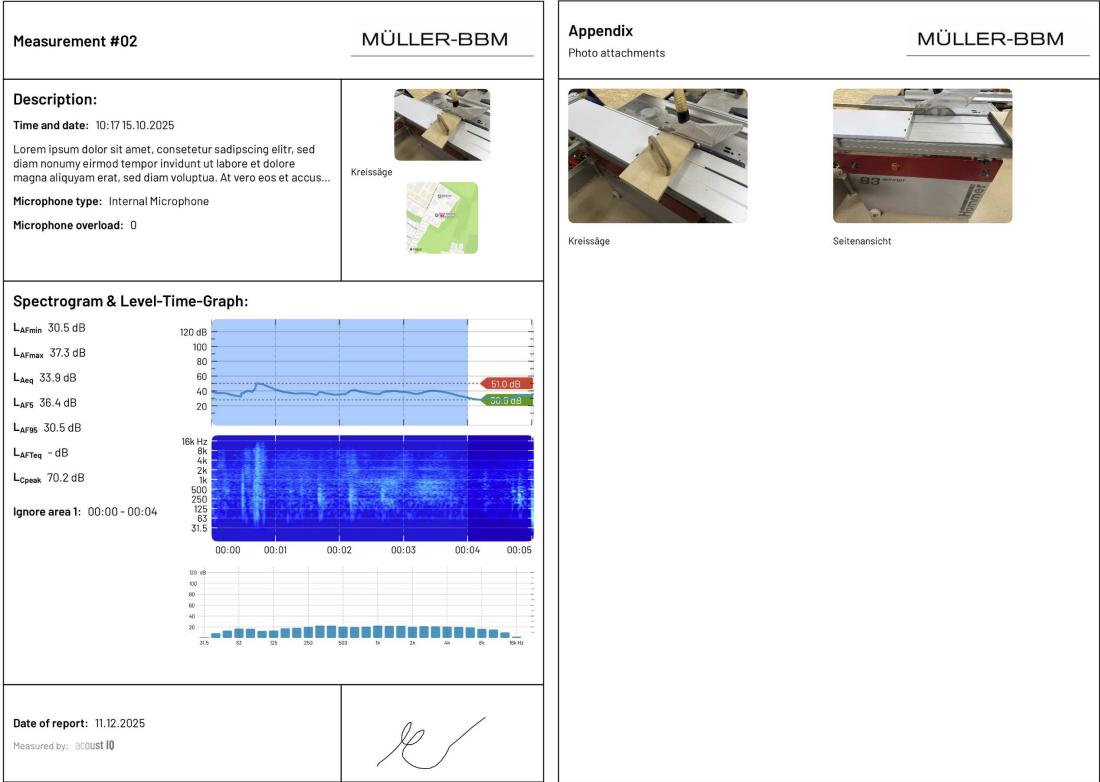 Measurement #02
MÜLLER-BBM
Description:
Time and date: 10:17 15.10.2025
Lorem ipsum dolor sit amet, consetetur sadipscing elitr, sed
diam nonumy eirmod tempor invidunt ut labore et dolore
magna aliquyam erat, sed diam voluptua. At vero eos et accus...
Microphone type: Internal Microphone
Microphone overload: 0
Kreissäge
Spectrogram & Level-Time-Graph:
LAFmin 30.5 dB
LAFmax 37.3 dB
LAeq 33.9 dB
LAF5 36.4 dB
LAF95 30.5 dB
LAFTeq - dB
LCpeak 70.2 dB
Ignore area 1: 00:00 - 00:04
120 dB
100
80
60
40
20
51.0 dB
30.5 dB
16k Hz
8k
4k
2k
1k
500
250
125
63
31.5
00:00 00:01 00:02 00:03 00:04 00:05
120 dB
100
80
60
40
20
31.5 63 125 250 500 1k 2k 4k 8k 16k Hz
Date of report: 11.12.2025
Measured by: acoust IQ
Appendix
Photo attachments
MÜLLER-BBM
B3 winner
Hammer
Kreissäge
Seitenansicht